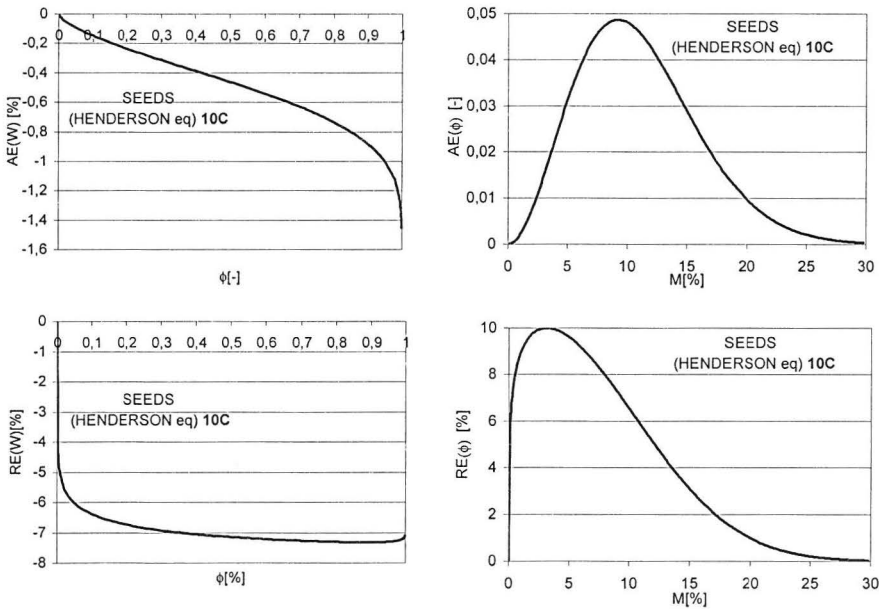 0
0 0,1 0,2 0,3 0,4 0,5 0,6 0,7 0,8 0,9 1
-0,2
-0,4
-0,6
-0,8
-1
-1,2
-1,4
-1,6
AE(W) [%]
SEEDS
(HENDERSON eq) 10C
ϕ[-]
0,05
0,04
0,03
0,02
0,01
0
AE(ϕ) [-]
SEEDS
(HENDERSON eq) 10C
0 5 10 15 20 25 30
M[%]
0
-1
-2
-3
-4
-5
-6
-7
-8
0 0,1 0,2 0,3 0,4 0,5 0,6 0,7 0,8 0,9 1
RE(W)[%]
SEEDS
(HENDERSON eq) 10C
ϕ[%]
10
8
6
4
2
0
RE(ϕ) [%]
SEEDS
(HENDERSON eq) 10C
0 5 10 15 20 25 30
M[%]